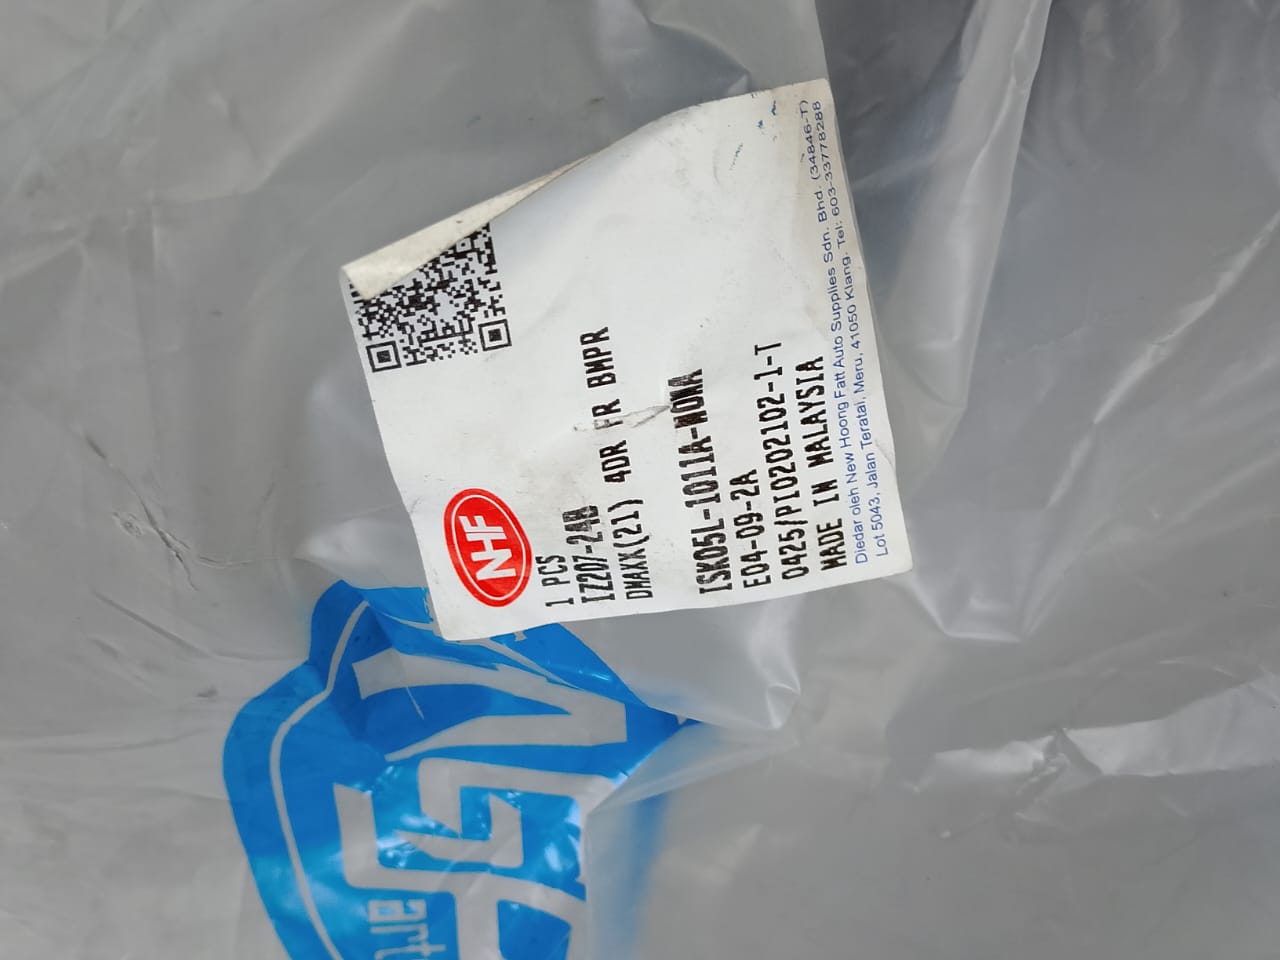 NHF
1 PCS
IZ207-24B
DMAXX(21) 4DR FR BMPR
ISK05L-1011A-W0MA
E04-09-2A
0425/PI0202102-1-T
MADE IN MALAYSIA
Diedar oleh New Hoong Fatt Auto Supplies Sdn. Bhd. (34846-T)
Lot 5043, Jalan Teratai, Meru, 41050 Klang. Tel: 603-33778288